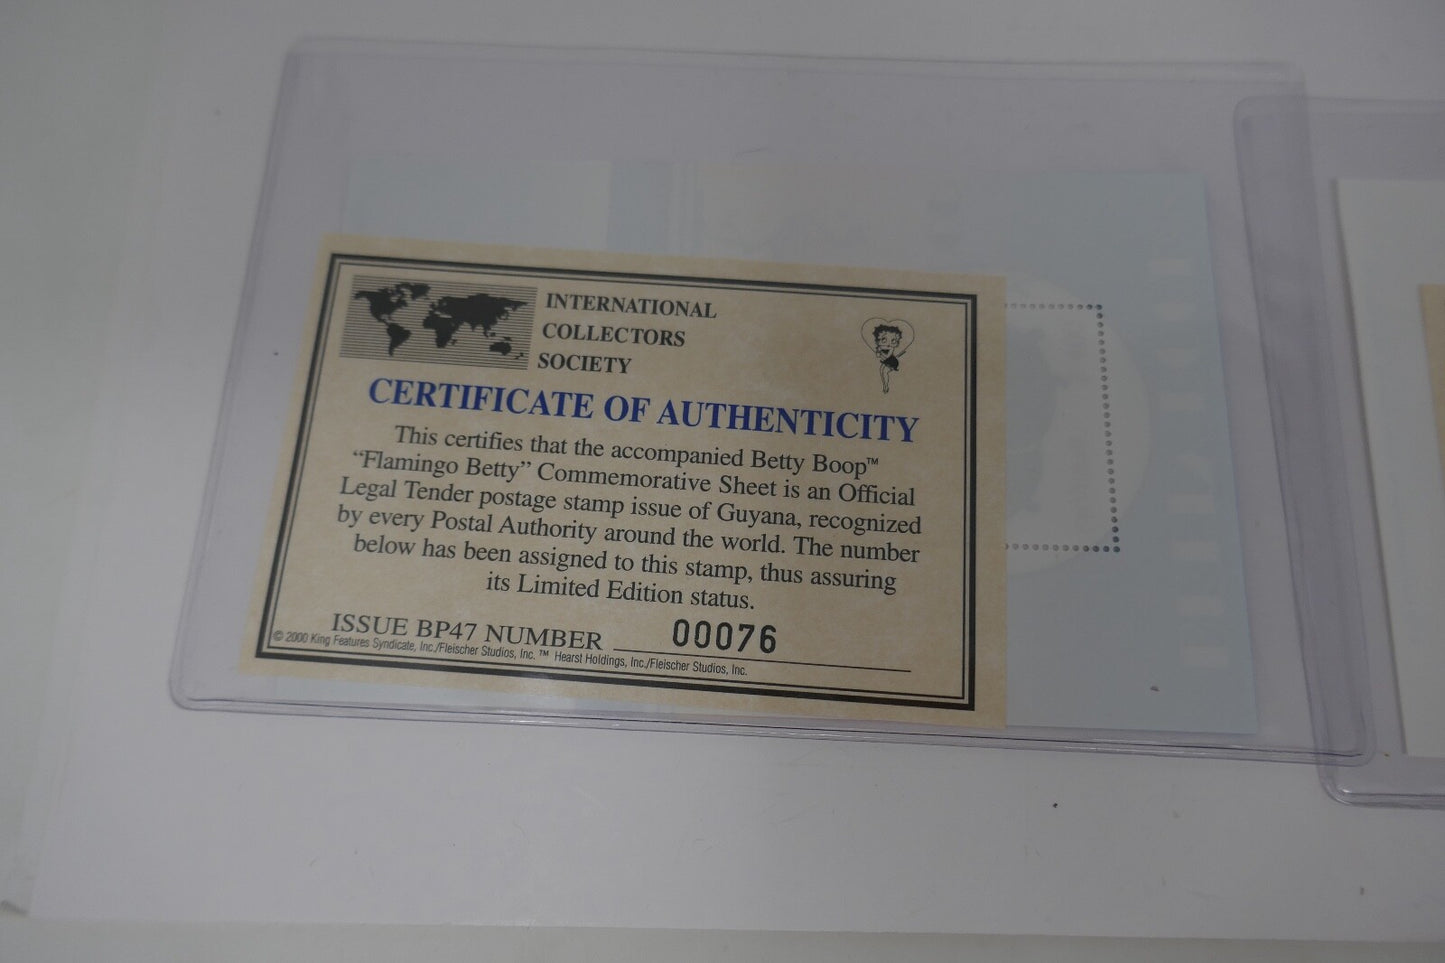 INTERNATIONAL
COLLECTORS
SOCIETY
CERTIFICATE OF AUTHENTICITY
This certifies that the accompanied Betty Boop™
“Flamingo Betty” Commemorative Sheet is an Official
Legal Tender postage stamp issue of Guyana, recognized
by every Postal Authority around the world. The number
below has been assigned to this stamp, thus assuring
its Limited Edition status.
ISSUE BP47 NUMBER 00076
© 2000 King Features Syndicate, Inc./Fleischer Studios, Inc. ™ Hearst Holdings, Inc./Fleischer Studios, Inc.